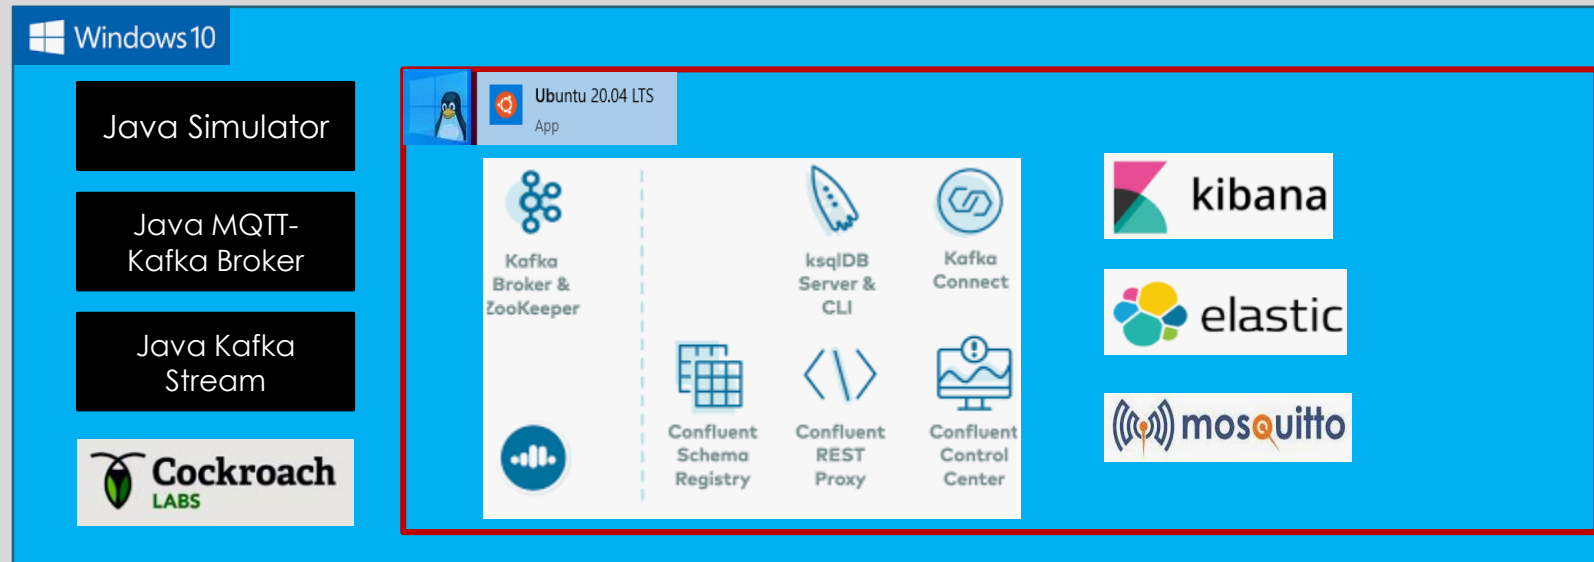 Windows 10
Java Simulator
Java MQTT-
Kafka Broker
Java Kafka
Stream
Cockroach
LABS
Ubuntu 20.04 LTS
App
Kafka
Broker &
ZooKeeper
ksqlDB
Server &
CLI
Kafka
Connect
Confluent
Schema
Registry
Confluent
REST
Proxy
Confluent
Control
Center
kibana
elastic
mosquitto